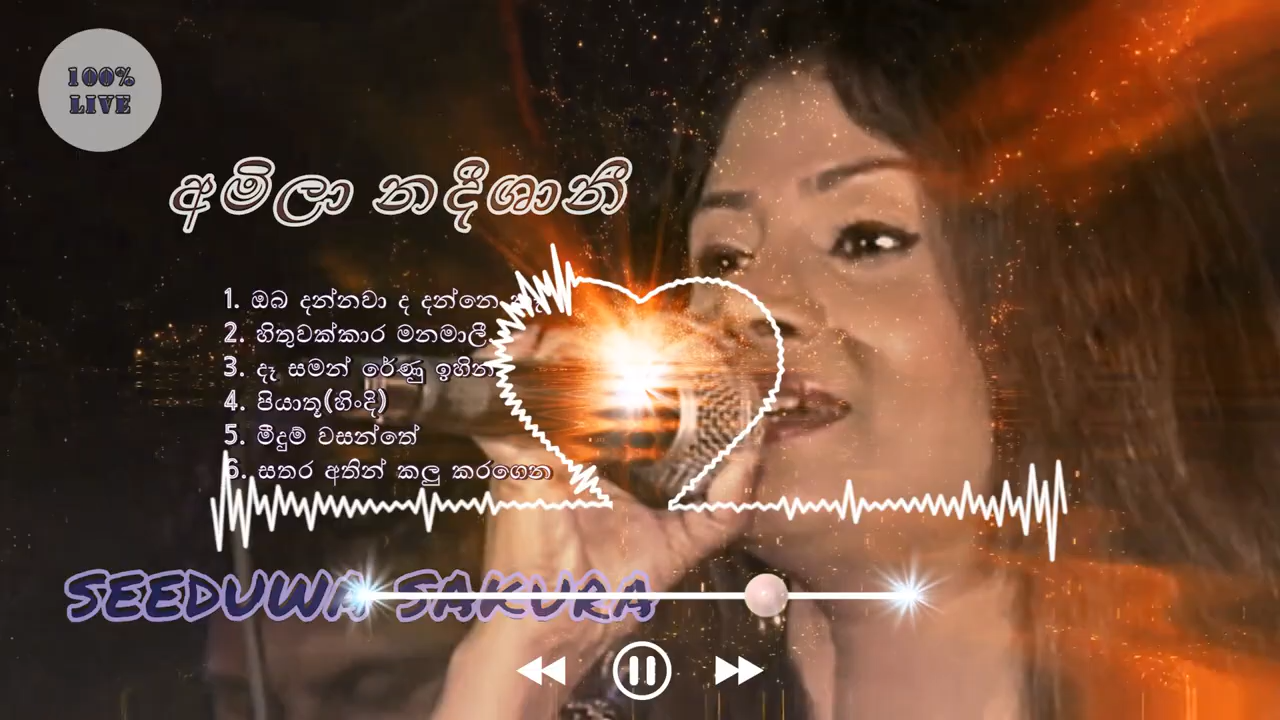 100%
LIVE
අමිලා නදීශානී
1. ඔබ දන්නවා ද දන්නෙ
2. හිතුවක්කාර මනමාලී
3. දෑ සමන් රේණු ඉහින
4. පියාතූ(හිංදි)
5. මීදුම් වසන්තේ
6. සතර අතින් කලු කරගෙන
SEEDUWA SAKURA